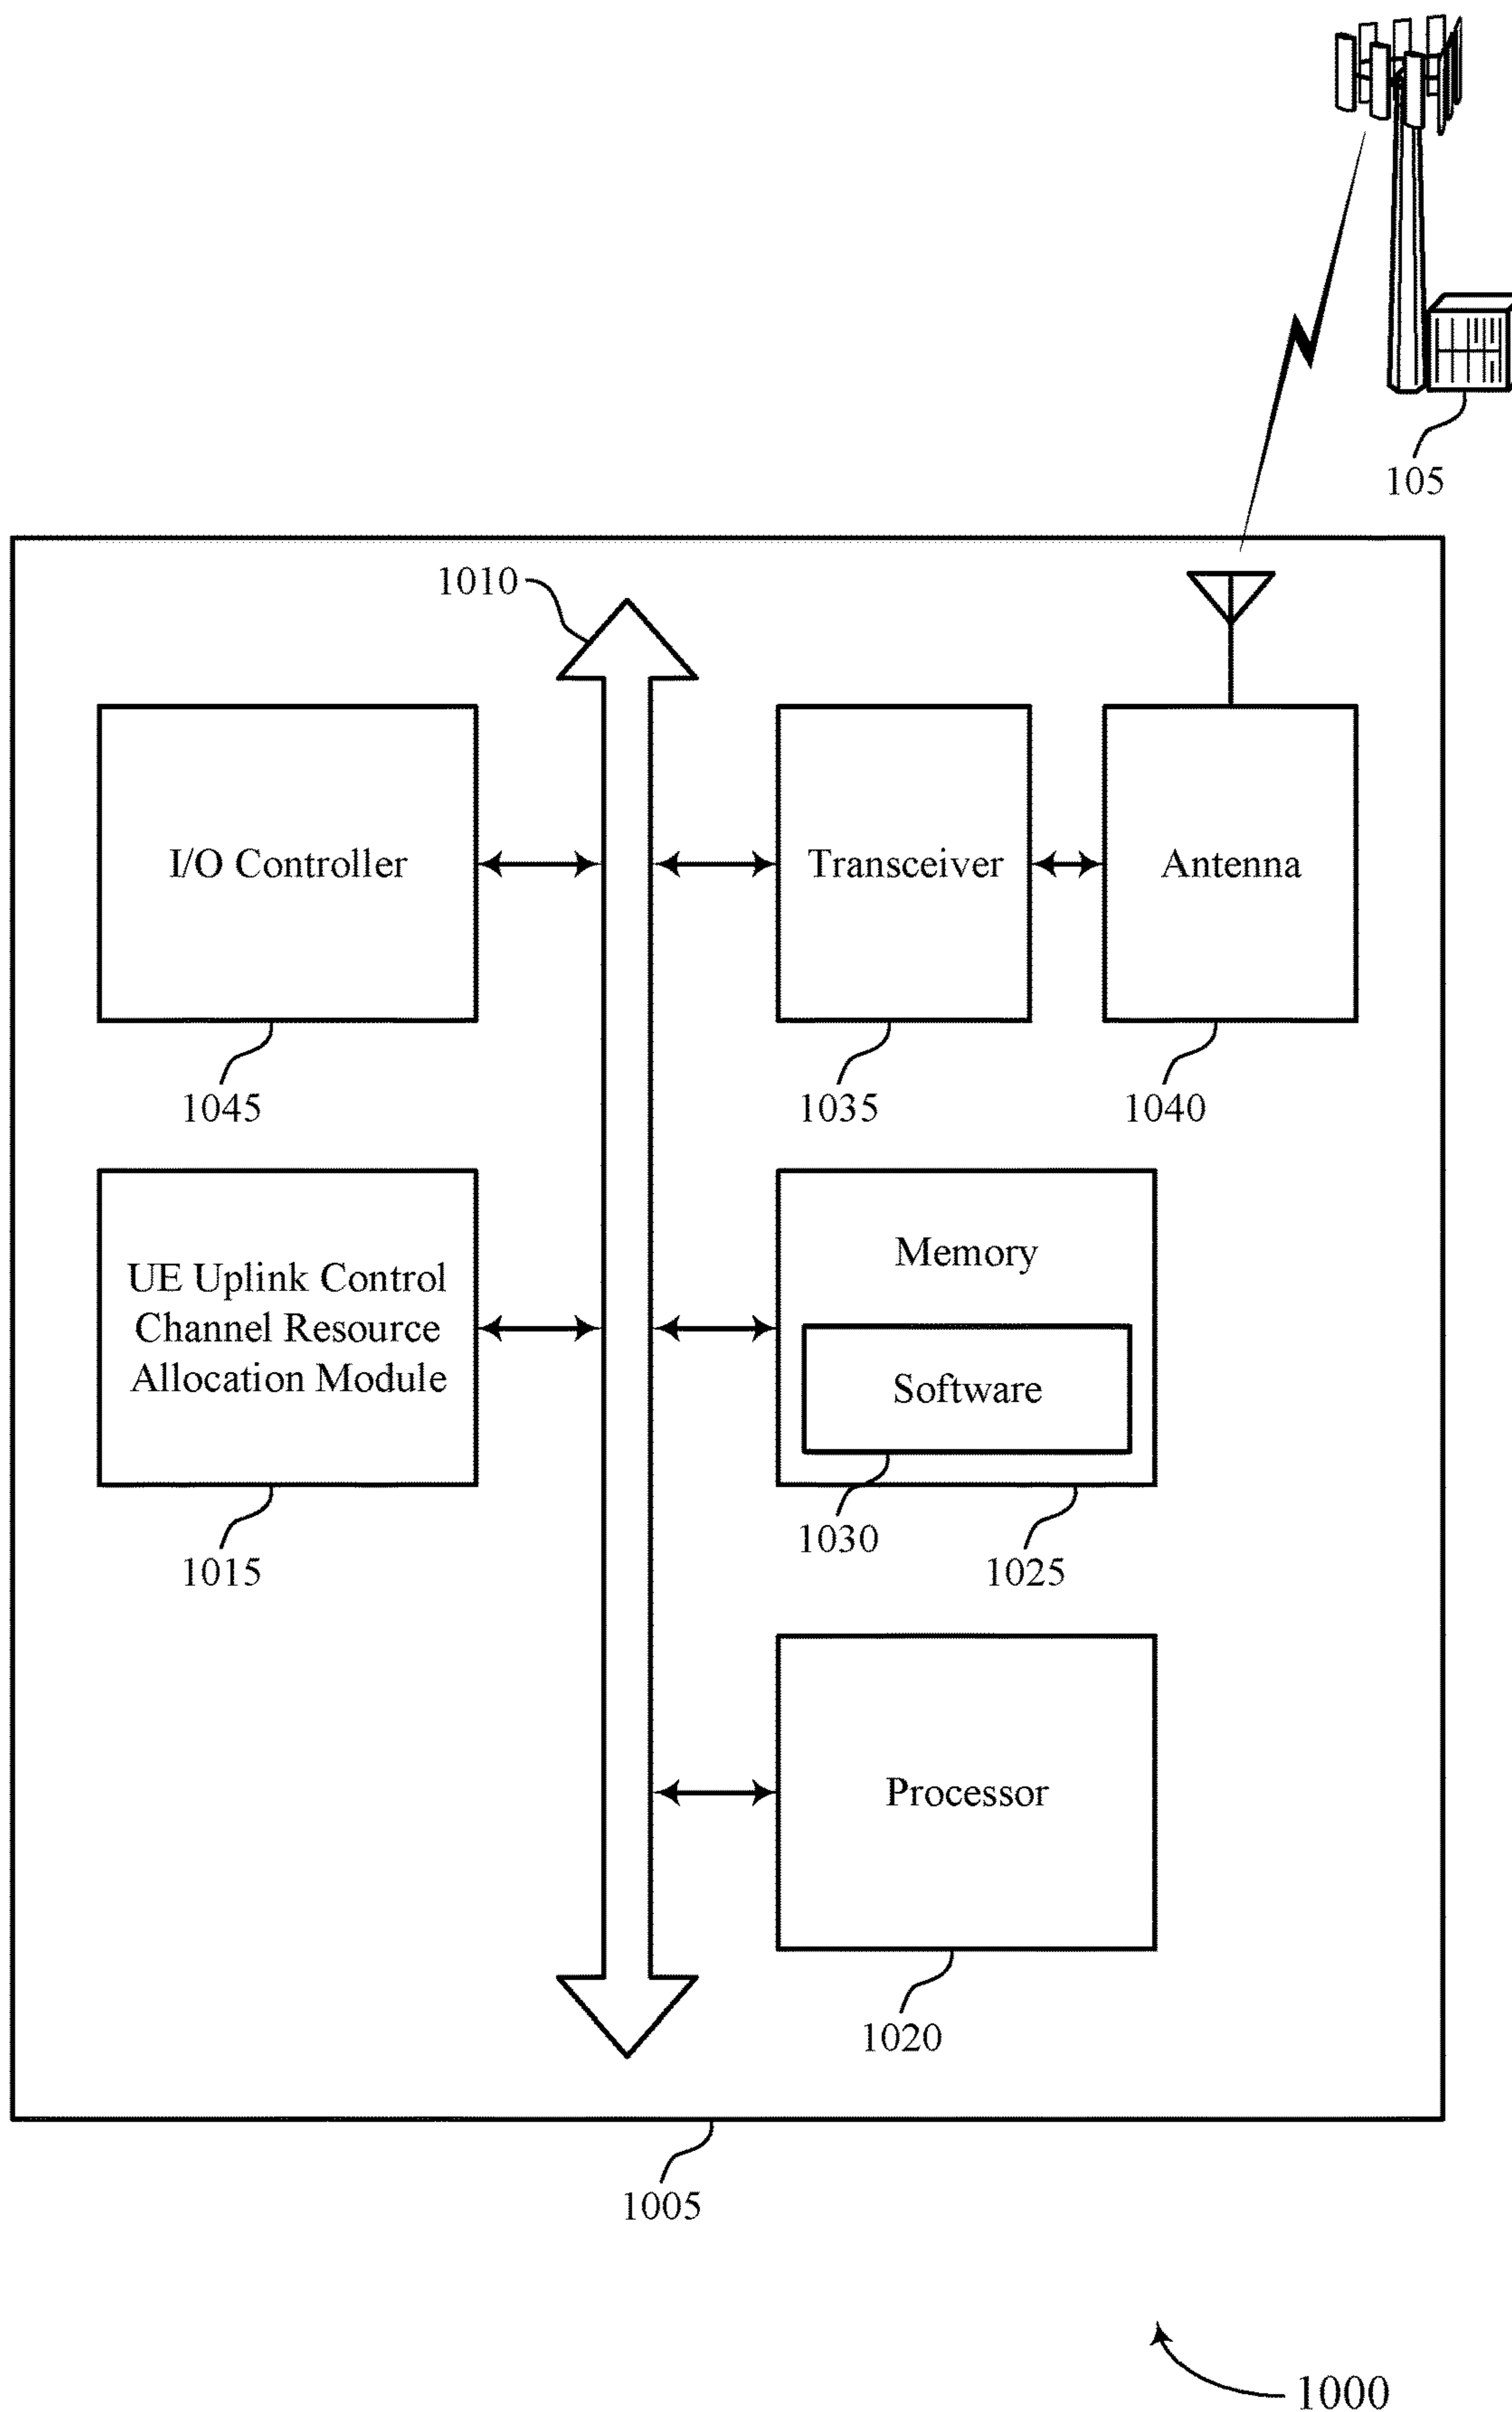 105
1010
I/O Controller
Transceiver
Antenna
1045
1035
1040
UE Uplink Control
Channel Resource
Allocation Module
Memory
Software
1030
1025
1015
Processor
1020
1005
1000